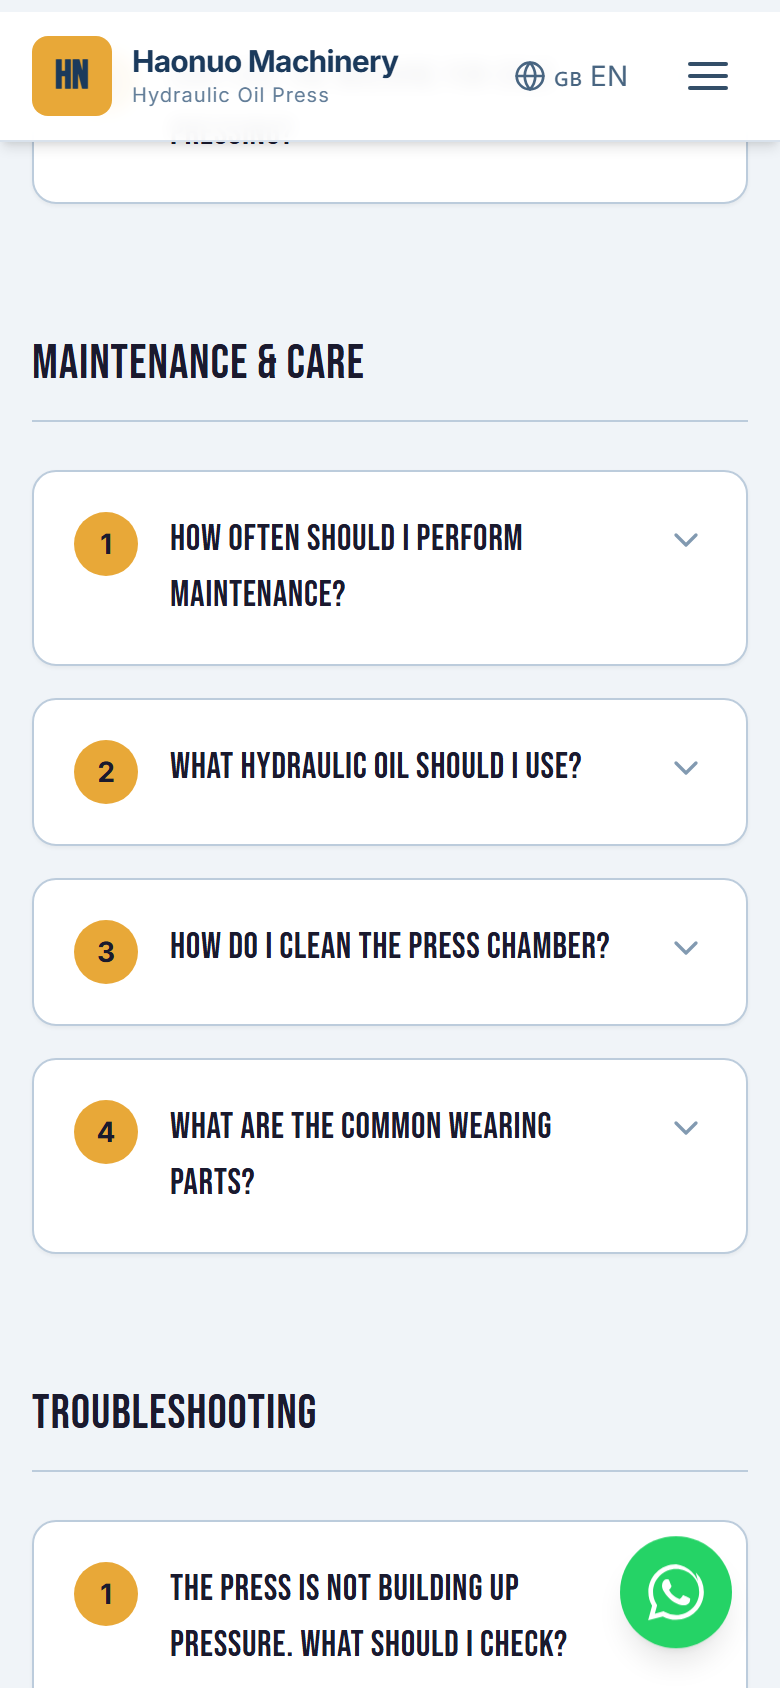 HN
Haonuo Machinery
Hydraulic Oil Press
GB EN
MAINTENANCE & CARE
1
HOW OFTEN SHOULD I PERFORM
MAINTENANCE?
2
WHAT HYDRAULIC OIL SHOULD I USE?
3
HOW DO I CLEAN THE PRESS CHAMBER?
4
WHAT ARE THE COMMON WEARING
PARTS?
TROUBLESHOOTING
1
THE PRESS IS NOT BUILDING UP
PRESSURE. WHAT SHOULD I CHECK?